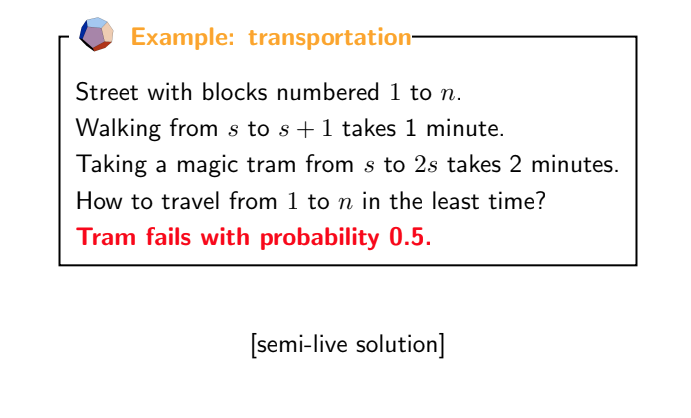 Example: transportation
Street with blocks numbered 1 to n.
Walking from s to s + 1 takes 1 minute.
Taking a magic tram from s to 2s takes 2 minutes.
How to travel from 1 to n in the least time?
Tram fails with probability 0.5.
[semi-live solution]